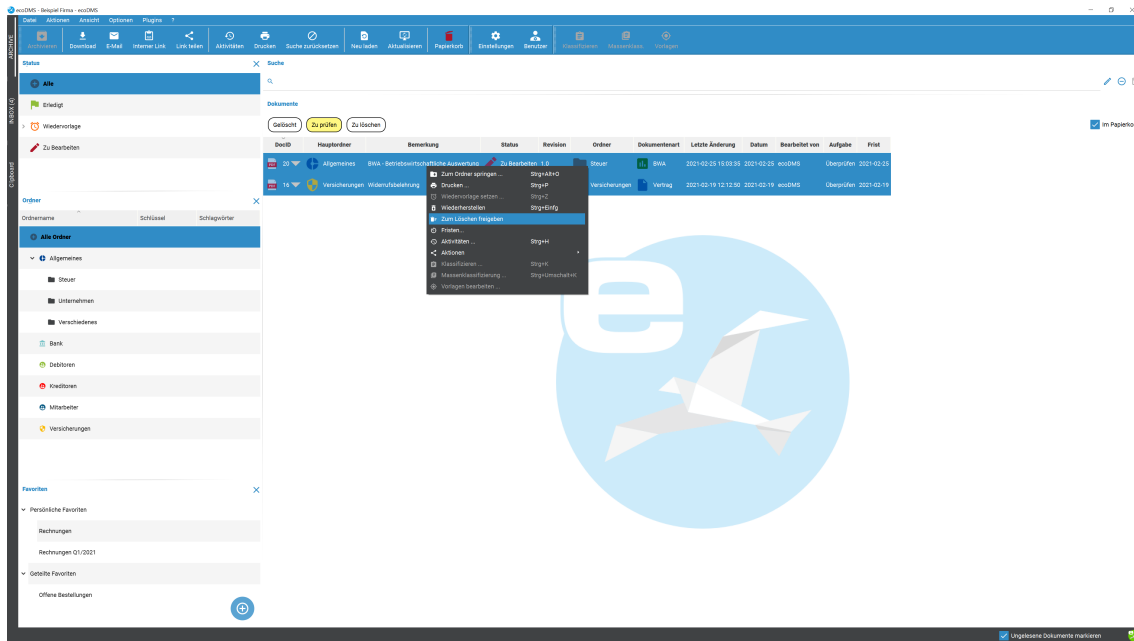 ecoDMS - Beispiel Firma - ecoDMS
Datei Aktionen Ansicht Optionen Plugins ?
Archivieren Download E-Mail Interner Link Link teilen Aktivitäten Drucken Suche zurücksetzen Neu laden Aktualisieren Papierkorb Einstellungen Benutzer Klassifizieren Massenklass. Vorlagen
ARCHIVE
INBOX (4)
Clipboard
Status
Alle
Erledigt
Wiedervorlage
Zu Bearbeiten
Ordner
Ordnername Schlüssel Schlagwörter
Alle Ordner
Allgemeines
Steuer
Unternehmen
Verschiedenes
Bank
Debitoren
Kreditoren
Mitarbeiter
Versicherungen
Favoriten
Persönliche Favoriten
Rechnungen
Rechnungen Q1/2021
Geteilte Favoriten
Offene Bestellungen
Suche
Dokumente
Gelöscht Zu prüfen Zu löschen
Im Papierko
DocID Hauptordner Bemerkung Status Revision Ordner Dokumentenart Letzte Änderung Datum Bearbeitet von Aufgabe Frist
20 Allgemeines BWA - Betriebswirtschaftliche Auswertung Zu Bearbeiten 1.0 Steuer BWA 2021-02-25 15:03:35 2021-02-25 ecoDMS Überprüfen 2021-02-25
16 Versicherungen Widerrufsbelehrung Versicherungen Vertrag 2021-02-19 12:12:50 2021-02-19 ecoDMS Überprüfen 2021-02-19
Zum Ordner springen ... Strg+Alt+O
Drucken ... Strg+P
Wiedervorlage setzen... Strg+Z
Wiederherstellen Strg+Einfg
Zum Löschen freigeben
Fristen...
Aktivitäten ... Strg+H
Aktionen
Klassifizieren ... Strg+K
Massenklassifizierung ... Strg+Umschalt+K
Vorlagen bearbeiten ...
e
Ungelesene Dokumente markieren